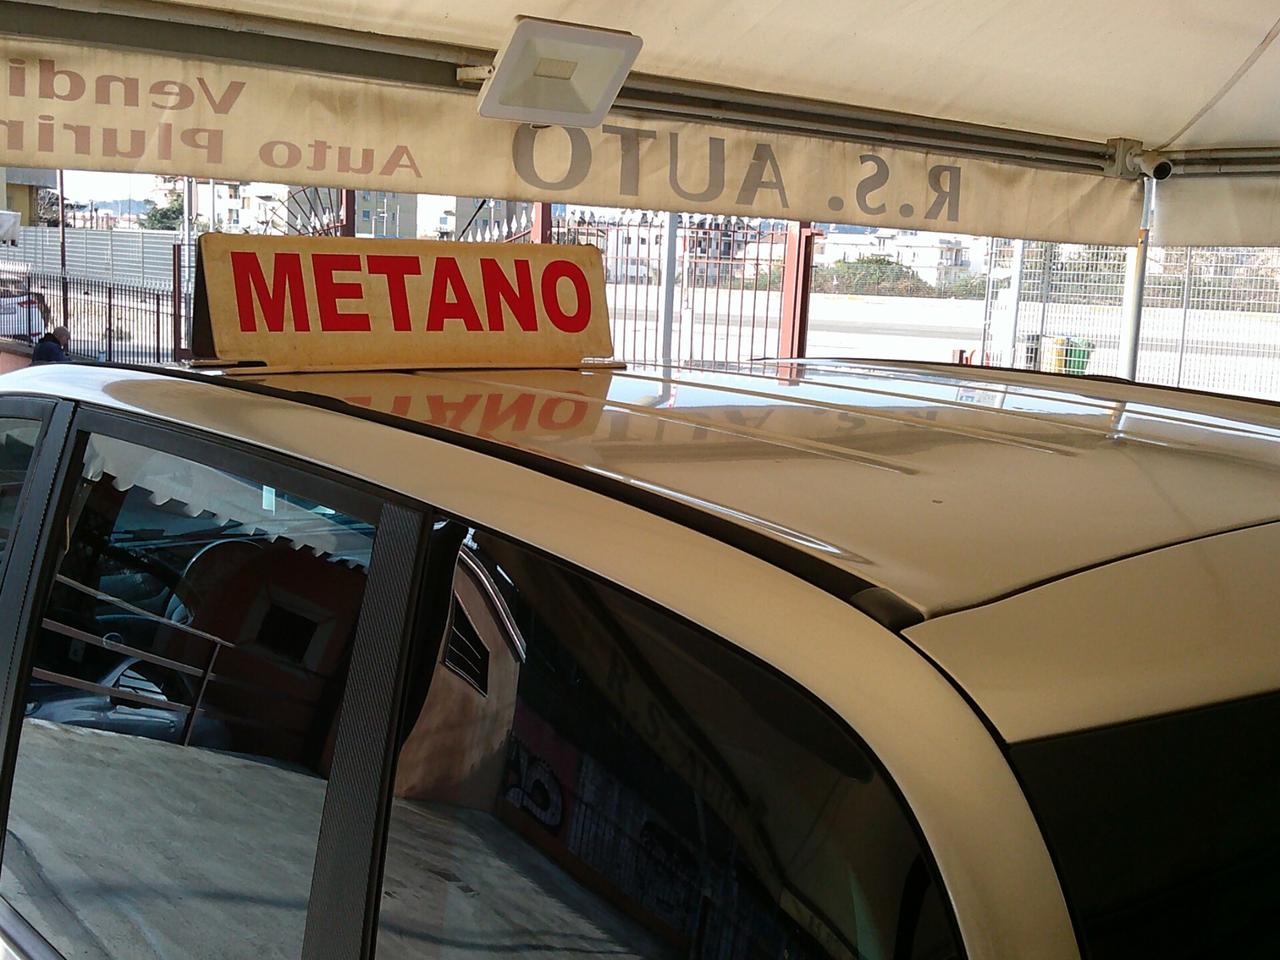 Vendi
Auto Plurim
R.S. AUTO
METANO